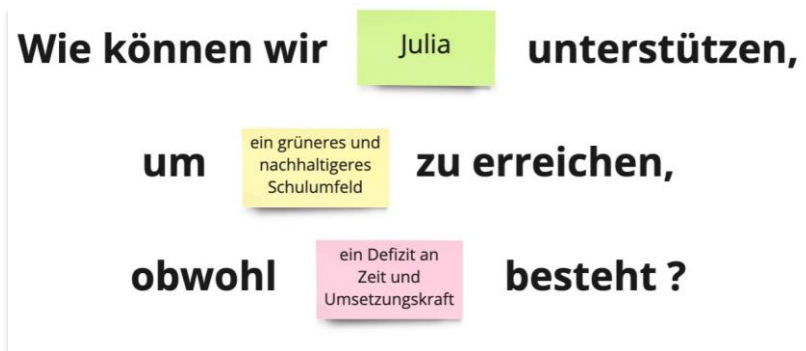 Wie können wir Julia unterstützen,
um ein grüneres und nachhaltigeres Schulumfeld zu erreichen,
obwohl ein Defizit an Zeit und Umsetzungskraft besteht ?